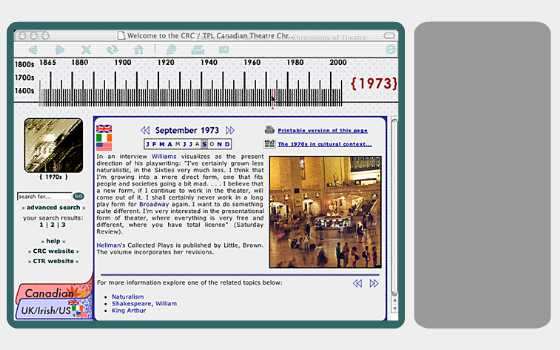 Welcome to the CRC / TPL Canadian Theatre Chr...
1800s 1865 1880 1900 1920 1940 1960 1980 2000
1700s
1600s
{1973}
{ 1970s }
search for... GO
« advanced search »
your search results:
1 | 2 | 3
« help »
« CRC website »
« CTR website »
Canadian
UK/Irish/US
September 1973
J F M A M J J A S O N D
Printable version of this page
The 1970s in cultural context...
In an interview Williams visualizes as the present
direction of his playwriting: "I've certainly grown less
naturalistic, in the Sixties very much less. I think that
I'm growing into a more direct form, one that fits
people and societies going a bit mad. . . . I believe that
a new form, if I continue to work in the theater, will
come out of it. I shall certainly never work in a long
play form for Broadway again. I want to do something
quite different. I'm very interested in the presentational
form of theater, where everything is very free and
different, where you have total license" (Saturday
Review).
Hellman's Collected Plays is published by Little, Brown.
The volume incorporates her revisions.
For more information explore one of the related topics below:
• Naturalism
• Shakespeare, William
• King Arthur